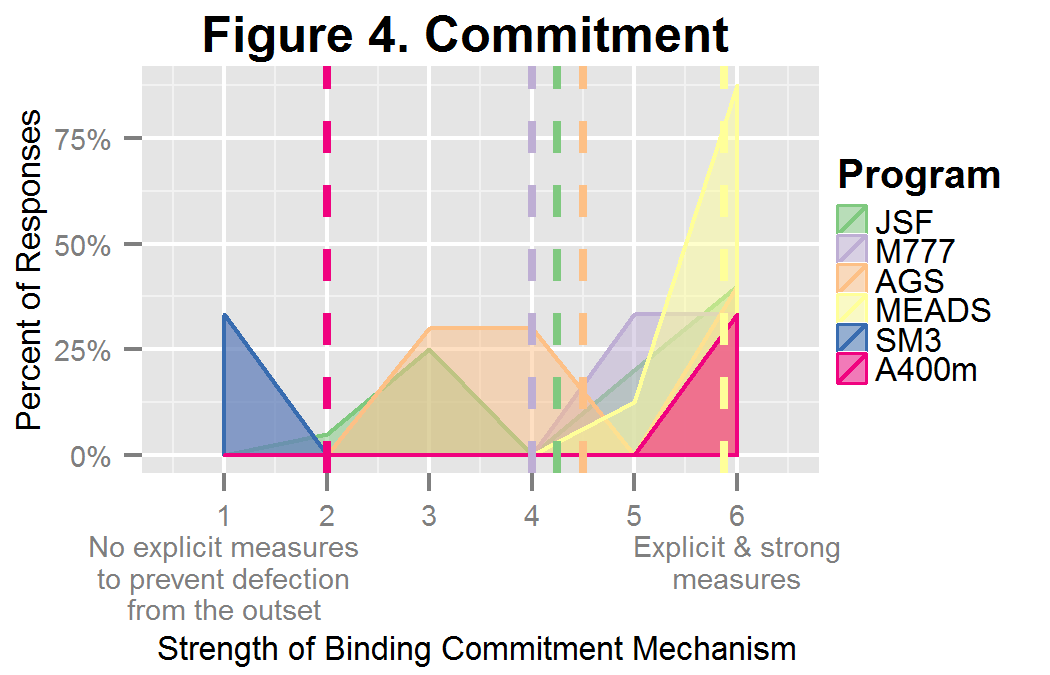 Figure 4. Commitment
Percent of Responses
75%
50%
25%
0%
1 2 3 4 5 6
No explicit measures
to prevent defection
from the outset
Explicit & strong
measures
Strength of Binding Commitment Mechanism
Program
JSF
M777
AGS
MEADS
SM3
A400m